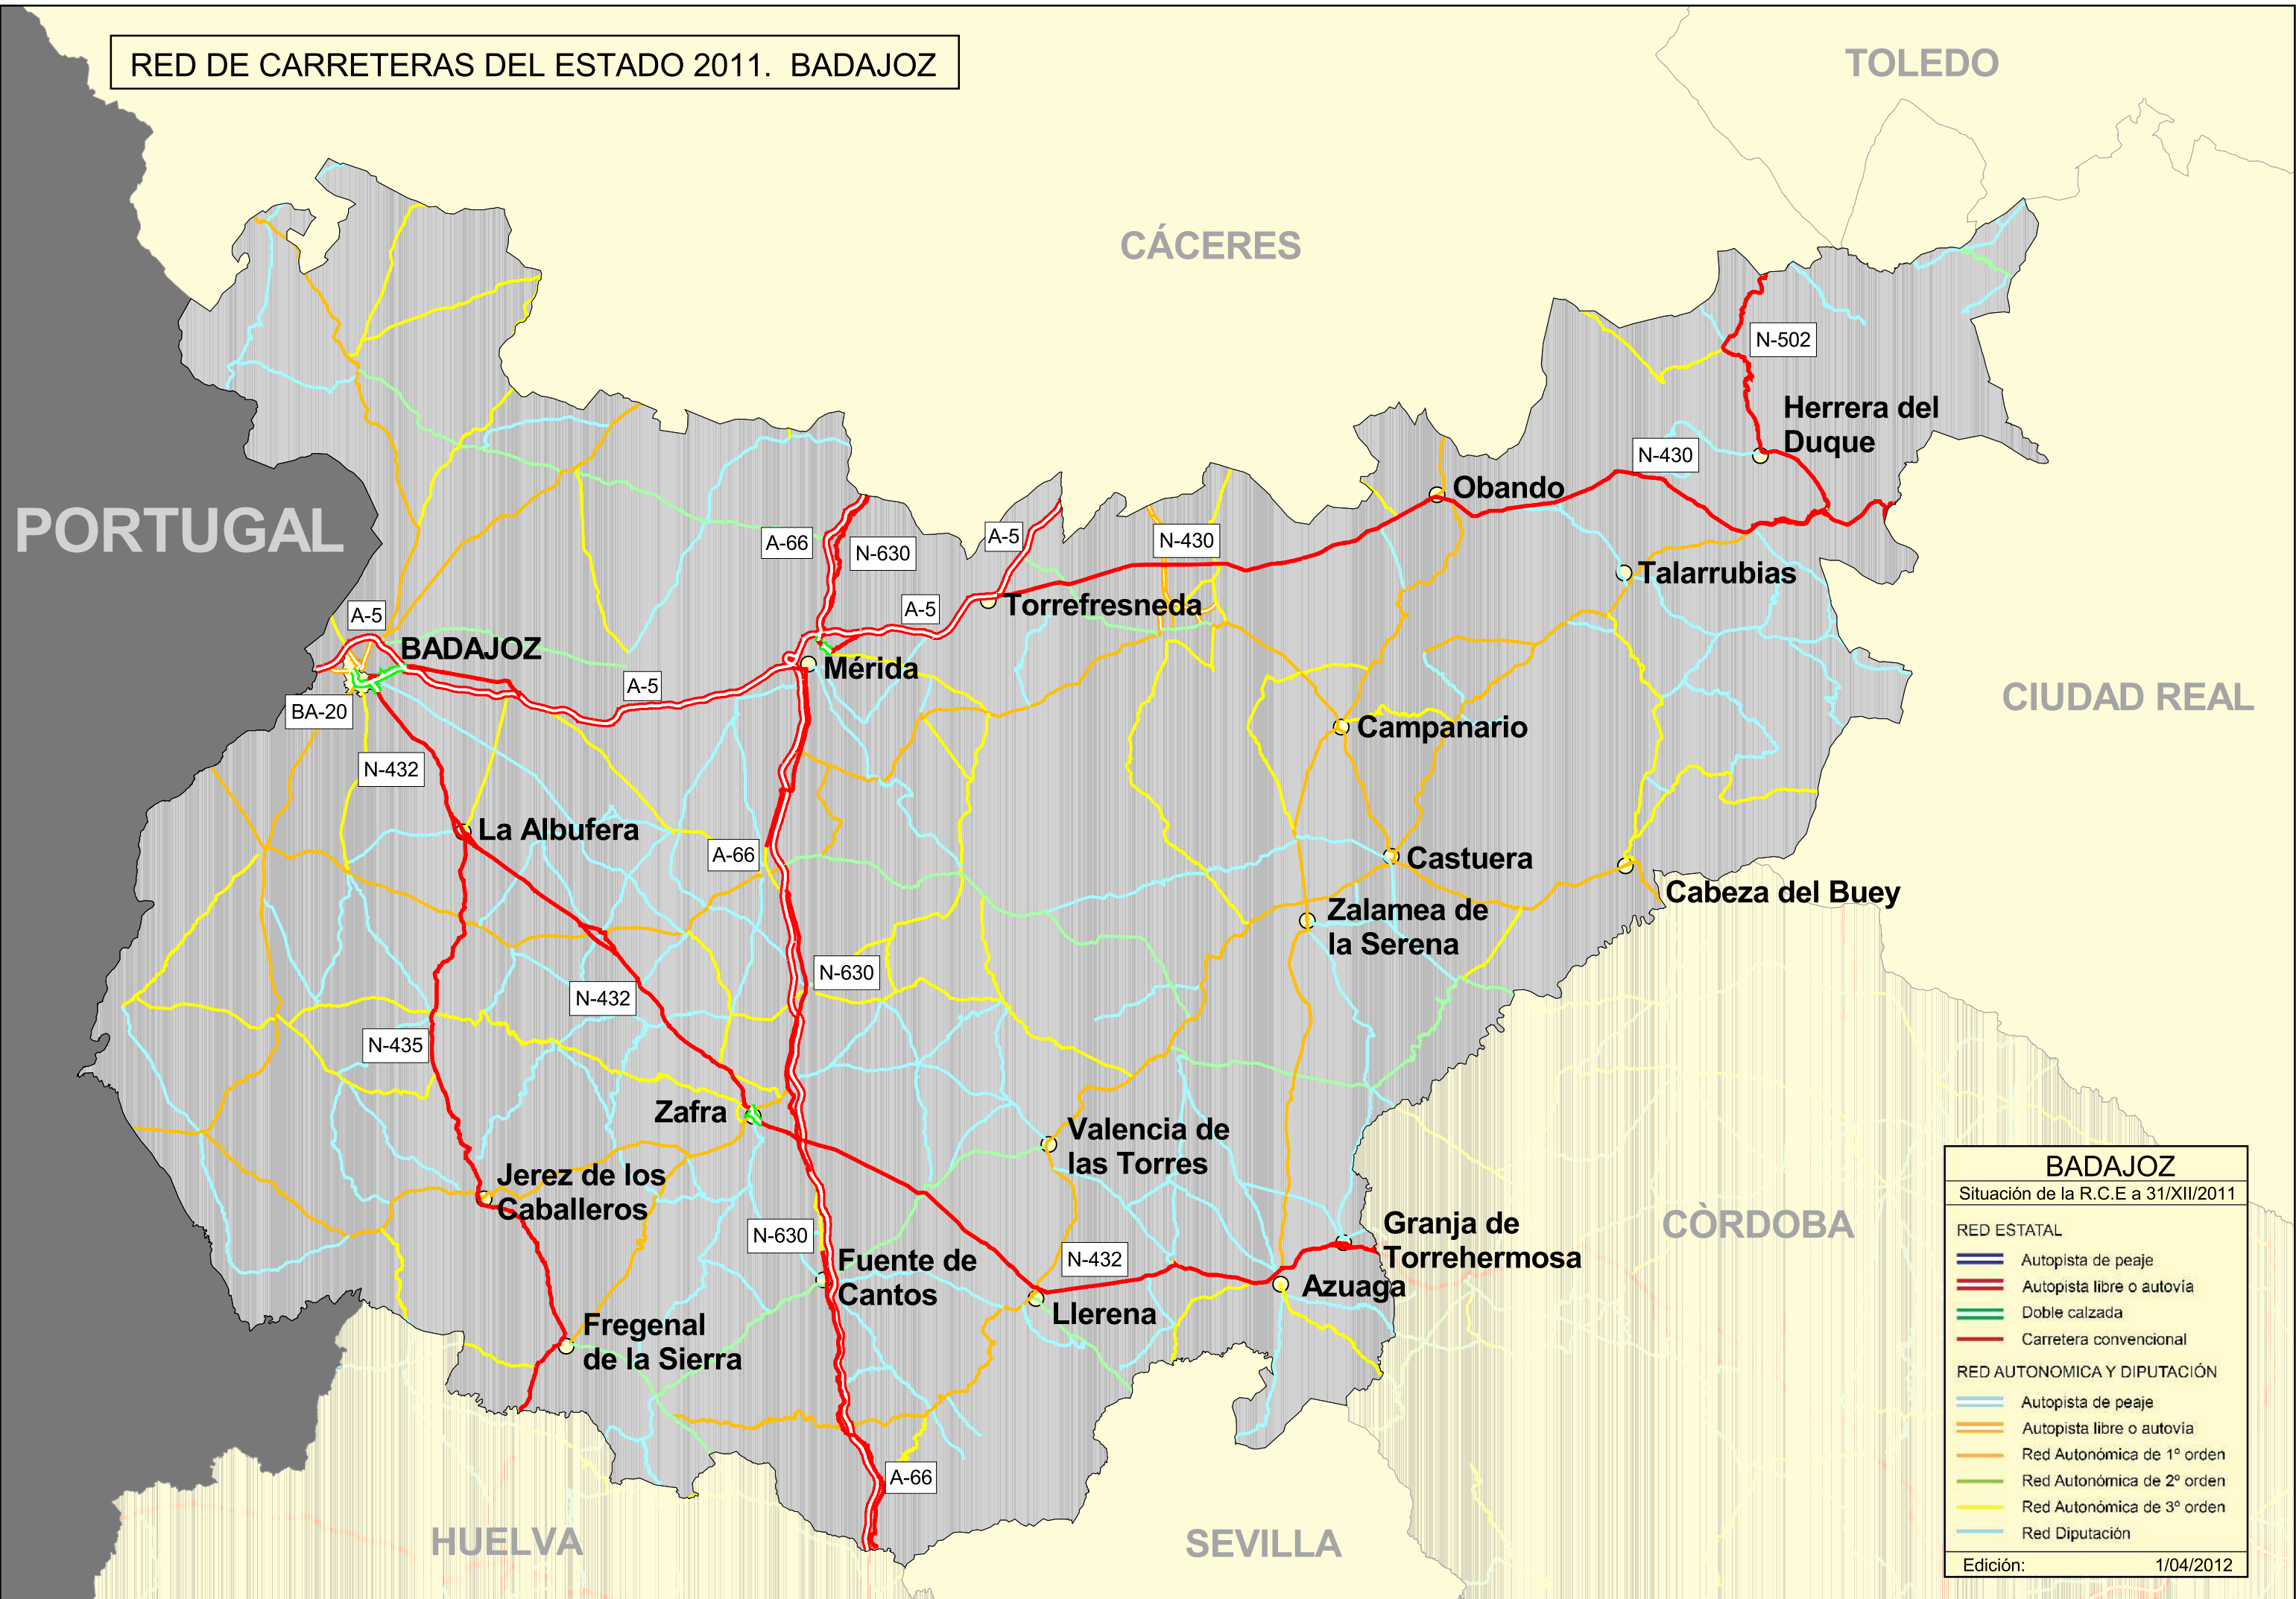 RED DE CARRETERAS DEL ESTADO 2011. BADAJOZ
TOLEDO
CÁCERES
N-502
Herrera del
Duque
N-430
Obando
PORTUGAL
A-66
N-630
A-5
N-430
Talarrubias
A-5
A-5
Torrefresneda
BADAJOZ
Mérida
A-5
CIUDAD REAL
BA-20
Campanario
N-432
La Albufera
A-66
Castuera
Cabeza del Buey
Zalamea de
la Serena
N-630
N-432
N-435
Zafra
Valencia de
las Torres
Jerez de los
Caballeros
N-630
Fuente de
Cantos
N-432
Granja de
Torrehermosa
CÒRDOBA
Azuaga
Llerena
Fregenal
de la Sierra
A-66
HUELVA
SEVILLA
BADAJOZ
Situación de la R.C.E a 31/XII/2011
RED ESTATAL
Autopista de peaje
Autopista libre o autovía
Doble calzada
Carretera convencional
RED AUTONOMICA Y DIPUTACIÓN
Autopista de peaje
Autopista libre o autovía
Red Autonómica de 1º orden
Red Autonómica de 2º orden
Red Autonómica de 3º orden
Red Diputación
Edición: 1/04/2012